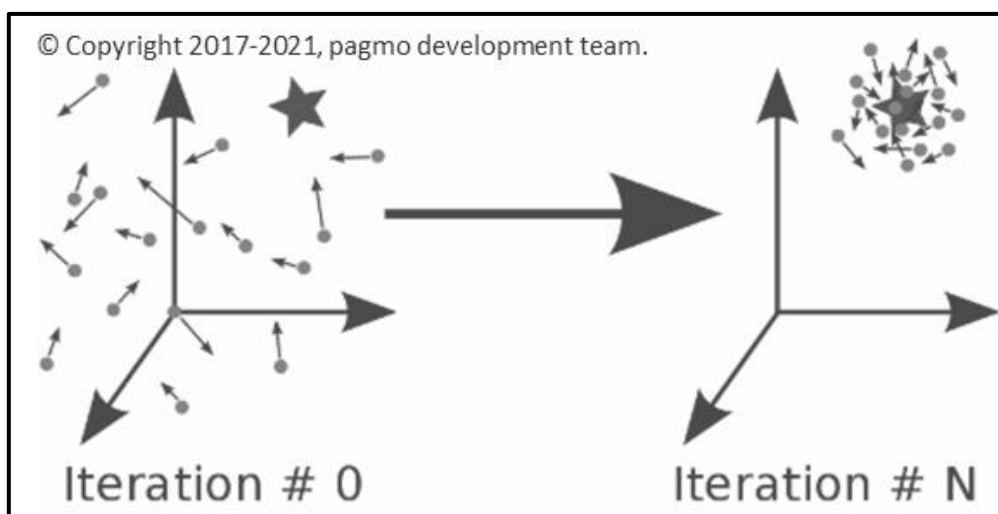 © Copyright 2017-2021, pagmo development team.
Iteration # 0
Iteration # N